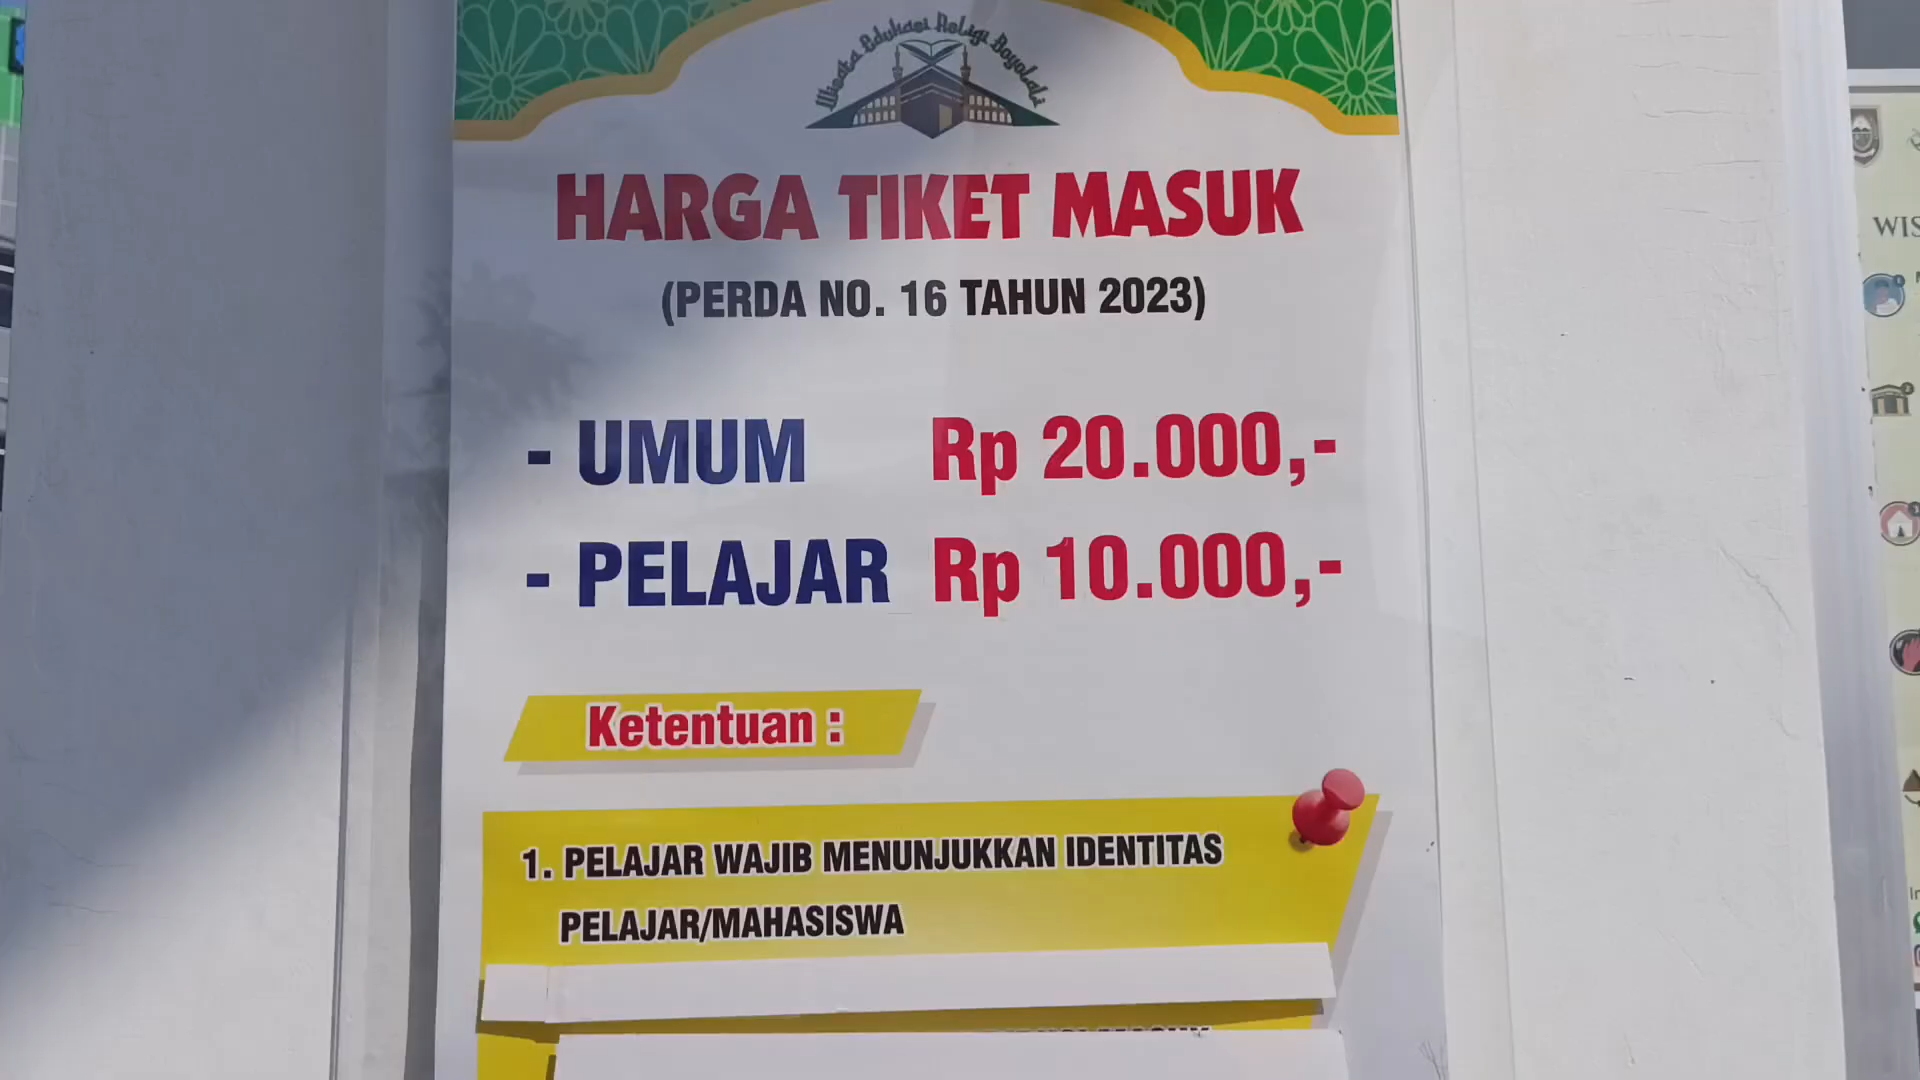 Wisata Edukasi Religi Boyolali
HARGA TIKET MASUK
(PERDA NO. 16 TAHUN 2023)
- UMUM Rp 20.000,-
- PELAJAR Rp 10.000,-
Ketentuan :
1. PELAJAR WAJIB MENUNJUKKAN IDENTITAS
PELAJAR/MAHASISWA
WIS